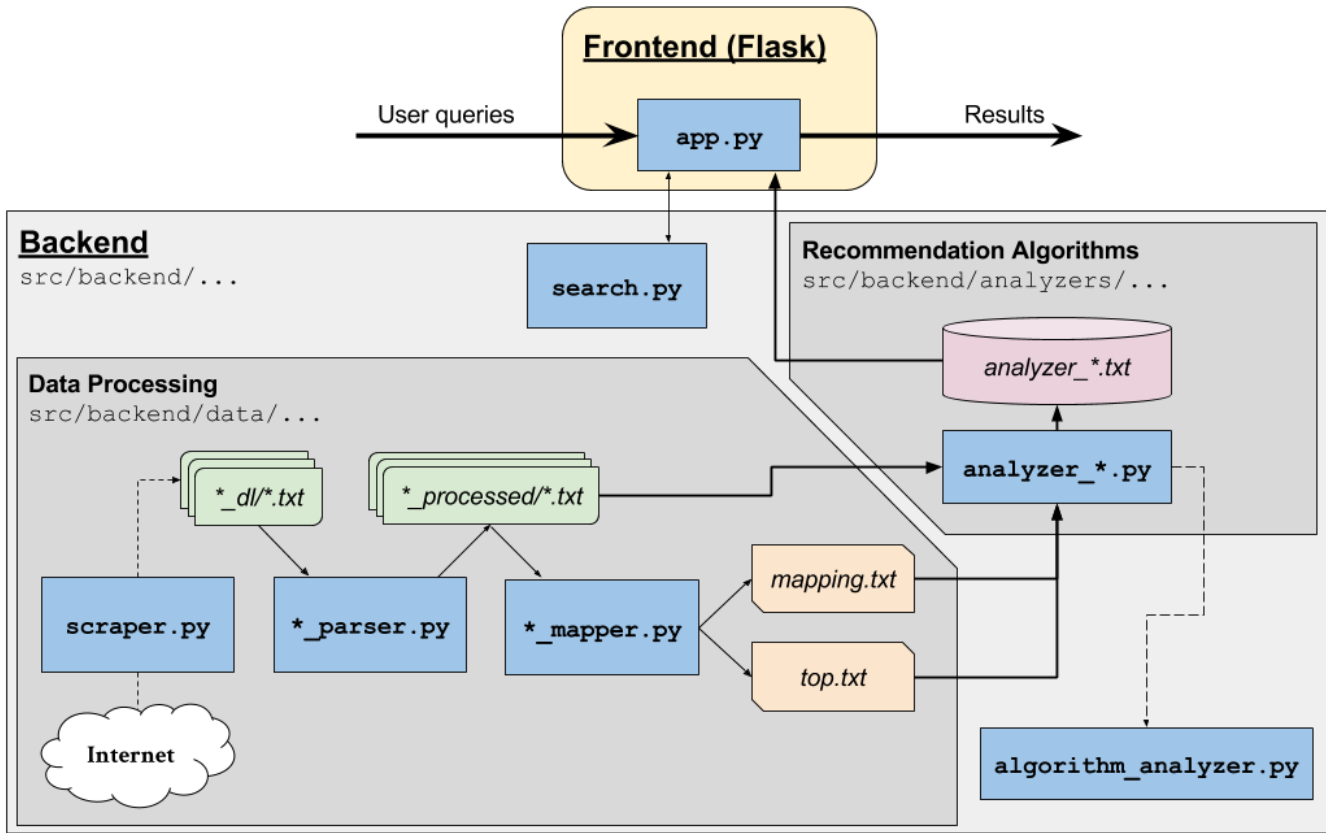 Frontend (Flask)
User queries
app.py
Results
Backend
src/backend/...
search.py
Recommendation Algorithms
src/backend/analyzers/...
analyzer_*.txt
analyzer_*.py
Data Processing
src/backend/data/...
*_dl/*.txt
*_processed/*.txt
scraper.py
*_parser.py
*_mapper.py
mapping.txt
top.txt
Internet
algorithm_analyzer.py